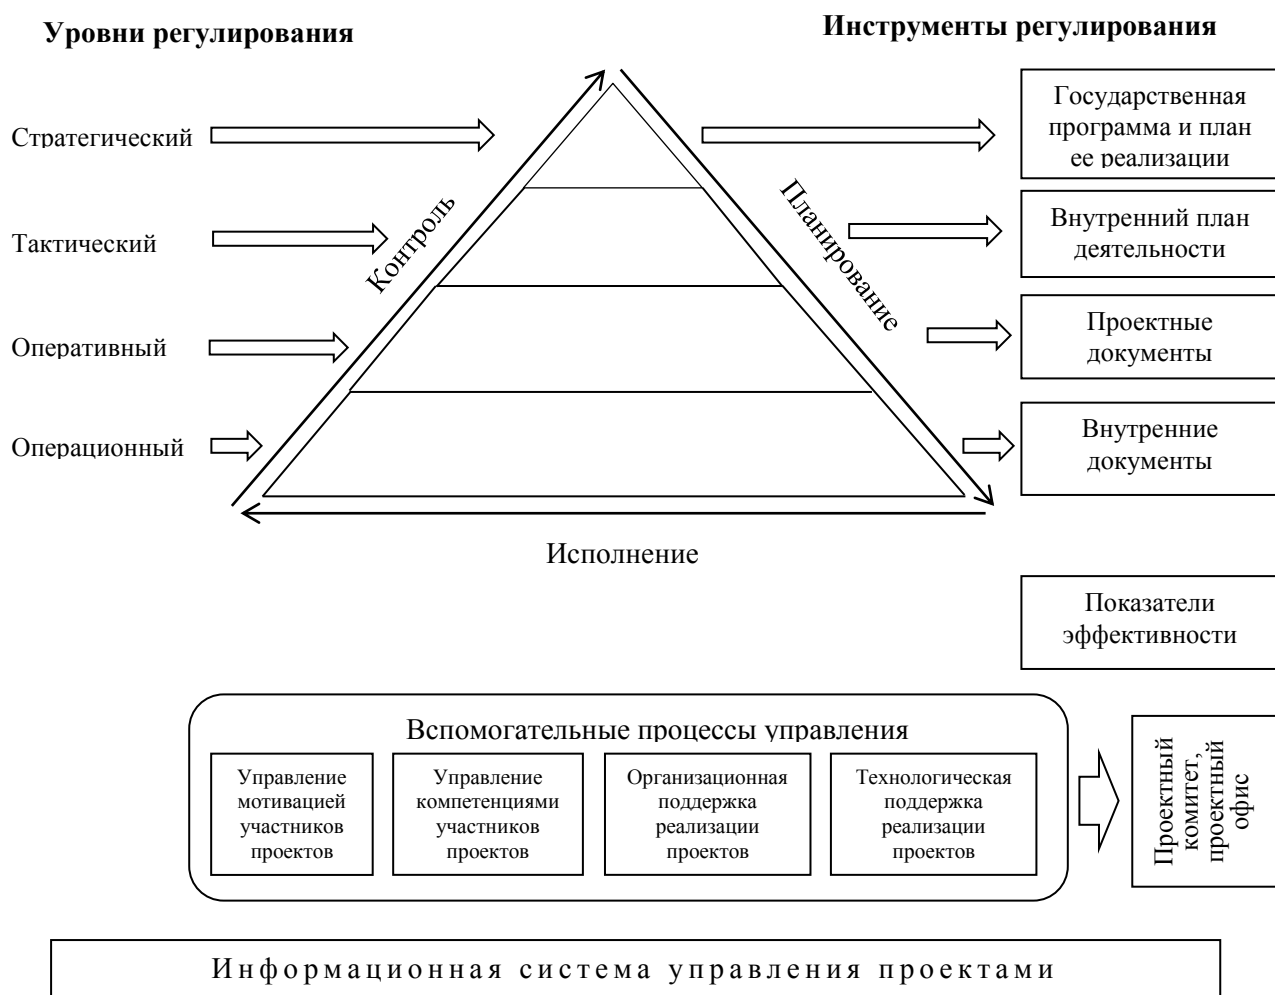 Уровни регулирования
Инструменты регулирования
Стратегический
Государственная
программа и план
ее реализации
Тактический
Контроль
Планирование
Внутренний план
деятельности
Оперативный
Проектные
документы
Операционный
Внутренние
документы
Исполнение
Показатели
эффективности
Вспомогательные процессы управления
Управление
мотивацией
участников
проектов
Управление
компетенциями
участников
проектов
Организационная
поддержка
реализации
проектов
Технологическая
поддержка
реализации
проектов
Проектный
комитет,
проектный
офис
Информационная система управления проектами